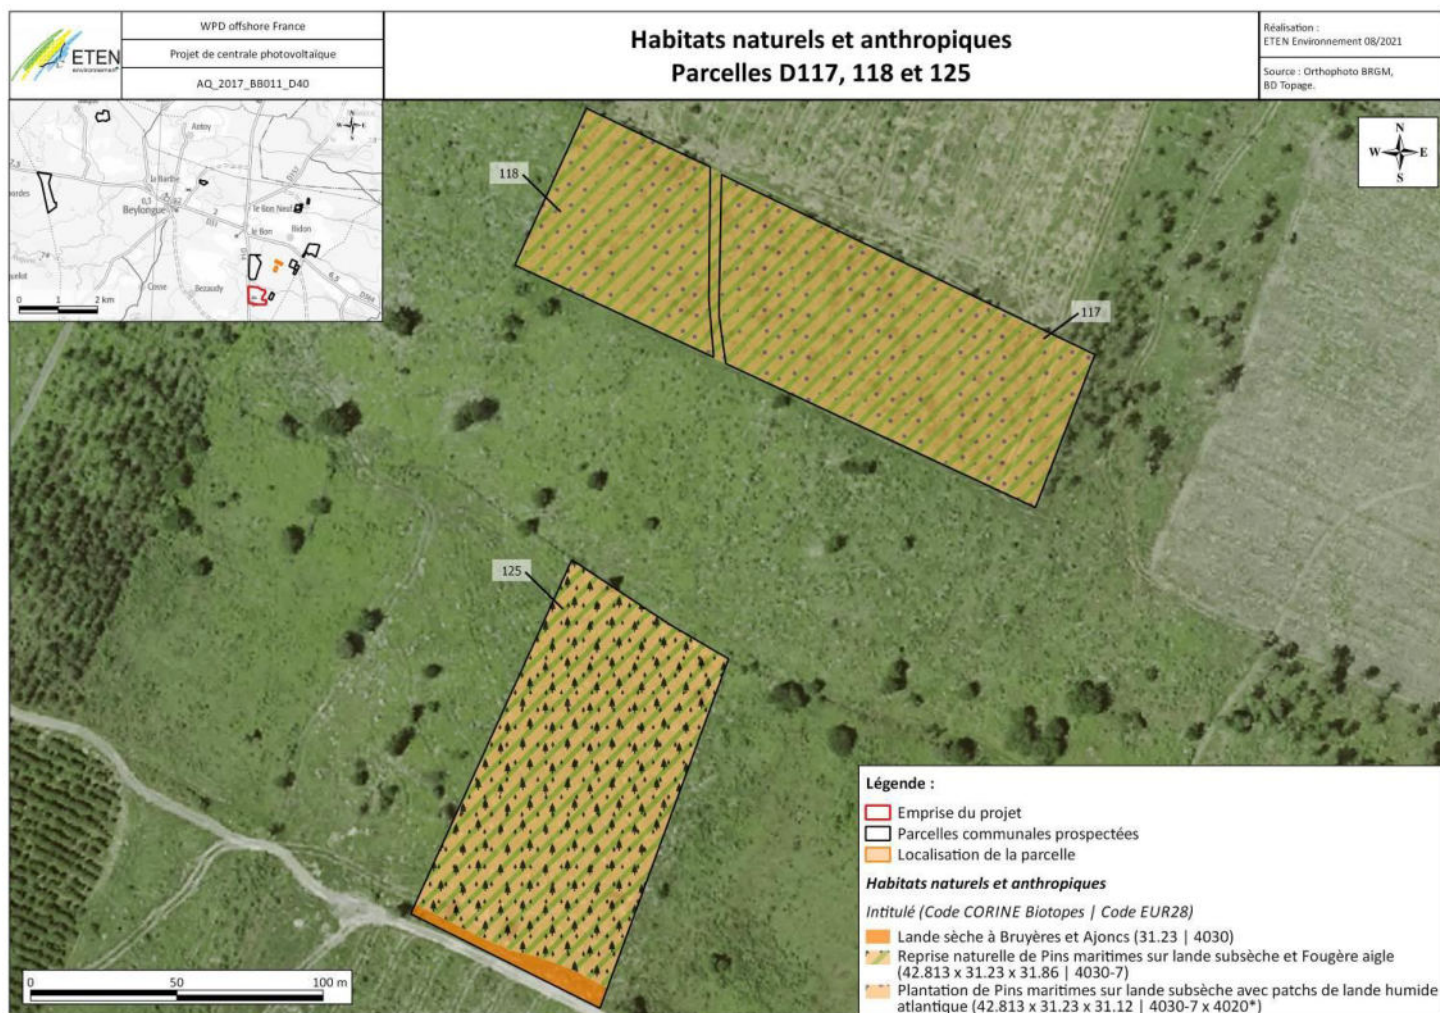 ETEN
environnement
WPD offshore France
Projet de centrale photovoltaïque
AQ_2017_BB011_D40
Habitats naturels et anthropiques
Parcelles D117, 118 et 125
Réalisation :
ETEN Environnement 08/2021
Source : Orthophoto BRGM,
BD Topage.
Aureoy
la Barthe
Beylongue
D51
le Bon Neuf
le Bon
Bidon
D14
Cosse
Bezaudy
0 1 2 km
N
W E
S
118
117
125
0 50 100 m
Légende :
Emprise du projet
Parcelles communales prospectées
Localisation de la parcelle
Habitats naturels et anthropiques
Intitulé (Code CORINE Biotopes | Code EUR28)
Lande sèche à Bruyères et Ajoncs (31.23 | 4030)
Reprise naturelle de Pins maritimes sur lande subsèche et Fougère aigle
(42.813 x 31.23 x 31.86 | 4030-7)
Plantation de Pins maritimes sur lande subsèche avec patchs de lande humide
atlantique (42.813 x 31.23 x 31.12 | 4030-7 x 4020*)